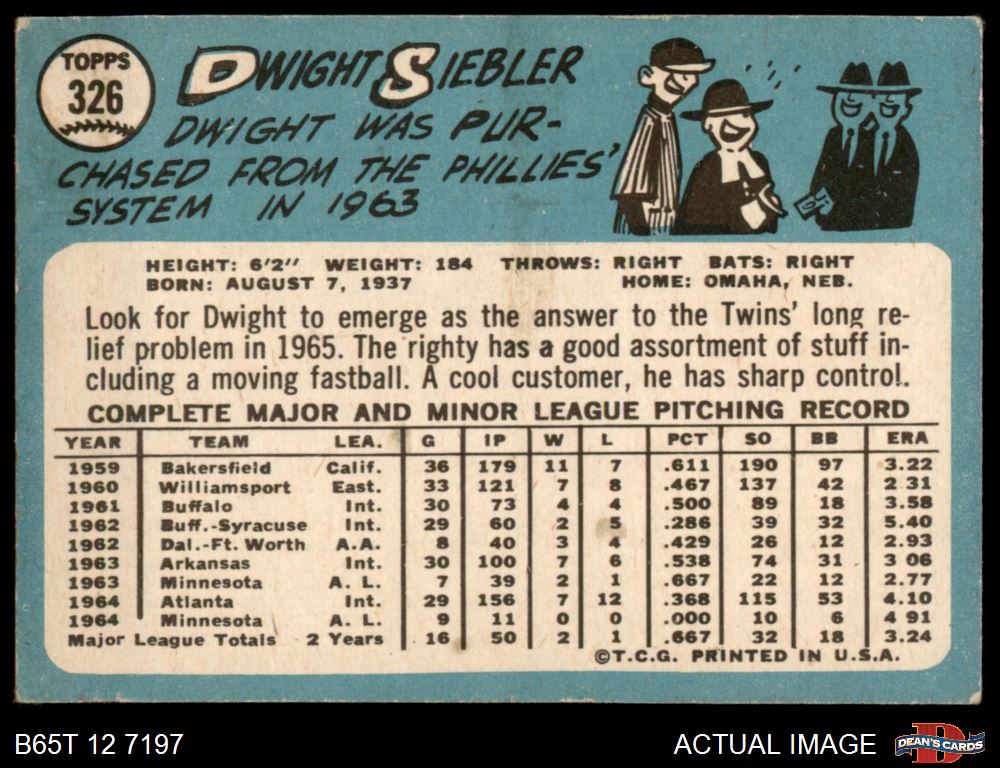 TOPPS
326
DWIGHT SIEBLER
DWIGHT WAS PUR-
CHASED FROM THE PHILLIES'
SYSTEM IN 1963
HEIGHT: 6'2" WEIGHT: 184 THROWS: RIGHT BATS: RIGHT
BORN: AUGUST 7, 1937 HOME: OMAHA, NEB.
Look for Dwight to emerge as the answer to the Twins' long re-
lief problem in 1965. The righty has a good assortment of stuff in-
cluding a moving fastball. A cool customer, he has sharp control.
COMPLETE MAJOR AND MINOR LEAGUE PITCHING RECORD
YEAR TEAM LEA. G IP W L PCT SO BB ERA
1959 Bakersfield Calif. 36 179 11 7 .611 190 97 3.22
1960 Williamsport East. 33 121 7 8 .467 137 42 2.31
1961 Buffalo Int. 30 73 4 4 .500 89 18 3.58
1962 Buff.-Syracuse Int. 29 60 2 5 .286 39 32 5.40
1962 Dal.-Ft. Worth A.A. 8 40 3 4 .429 26 12 2.93
1963 Arkansas Int. 30 100 7 6 .538 74 31 3 06
1963 Minnesota A. L. 7 39 2 1 .667 22 12 2.77
1964 Atlanta Int. 29 156 7 12 .368 115 53 4.10
1964 Minnesota A. L. 9 11 0 0 .000 10 6 4 91
Major League Totals 2 Years 16 50 2 1 .667 32 18 3.24
©T.C.G. PRINTED IN U.S.A.
B65T 12 7197
ACTUAL IMAGE
D
DEAN'S CARDS